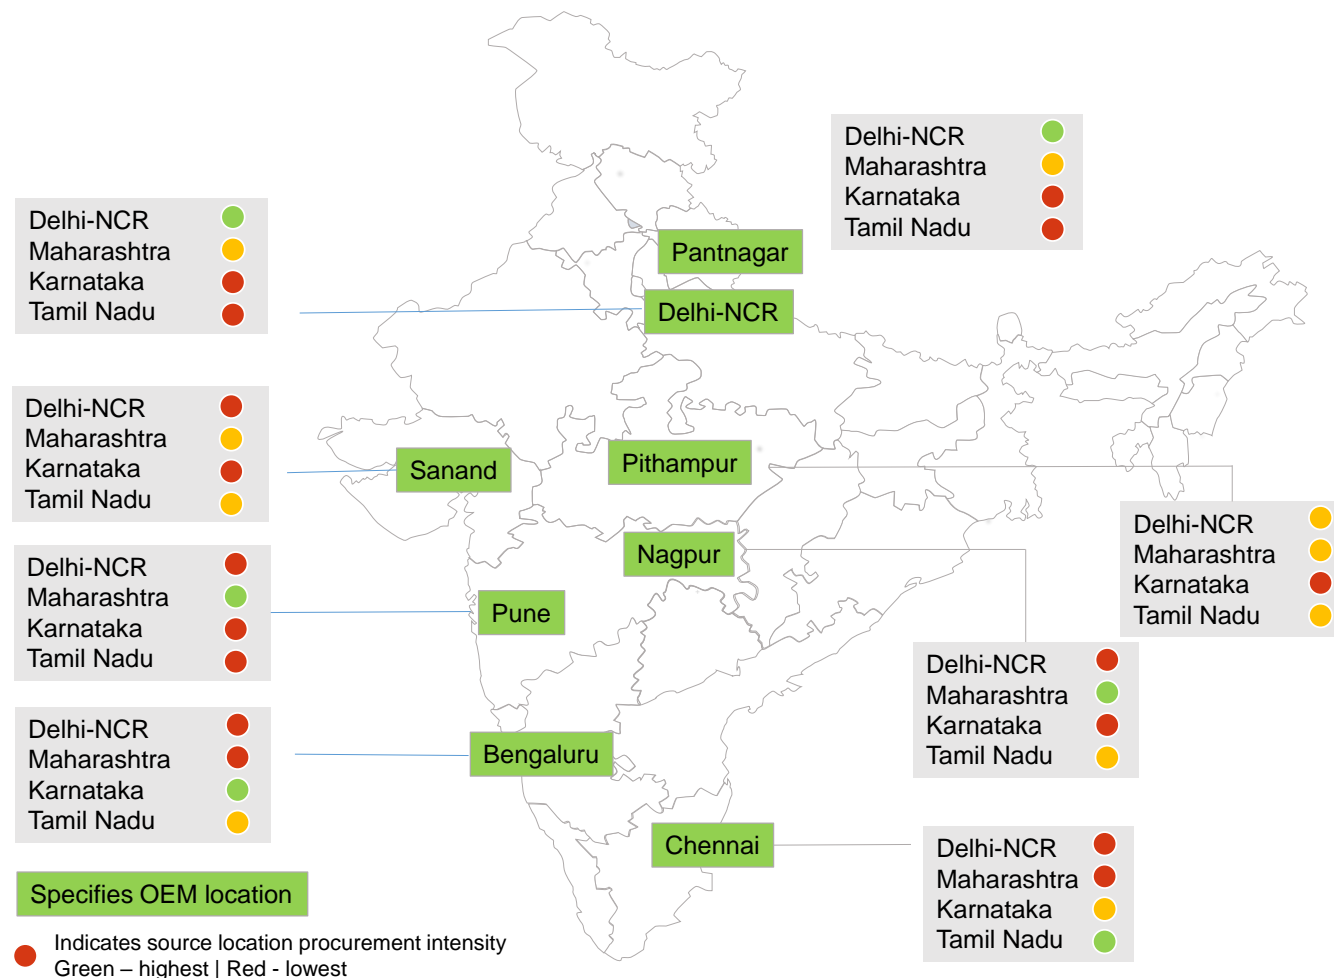 Delhi-NCR
Maharashtra
Karnataka
Tamil Nadu
Delhi-NCR
Maharashtra
Karnataka
Tamil Nadu
Pantnagar
Delhi-NCR
Delhi-NCR
Maharashtra
Karnataka
Tamil Nadu
Sanand
Pithampur
Delhi-NCR
Maharashtra
Karnataka
Tamil Nadu
Nagpur
Delhi-NCR
Maharashtra
Karnataka
Tamil Nadu
Pune
Delhi-NCR
Maharashtra
Karnataka
Tamil Nadu
Delhi-NCR
Maharashtra
Karnataka
Tamil Nadu
Bengaluru
Chennai
Delhi-NCR
Maharashtra
Karnataka
Tamil Nadu
Specifies OEM location
Indicates source location procurement intensity
Green – highest | Red - lowest